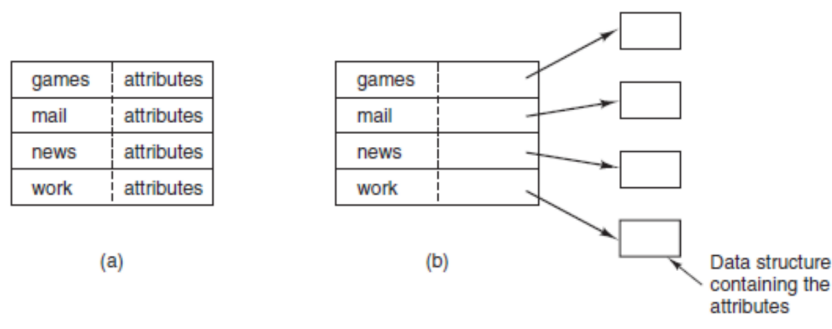 games attributes
mail attributes
news attributes
work attributes
(a)
games
mail
news
work
(b)
Data structure
containing the
attributes